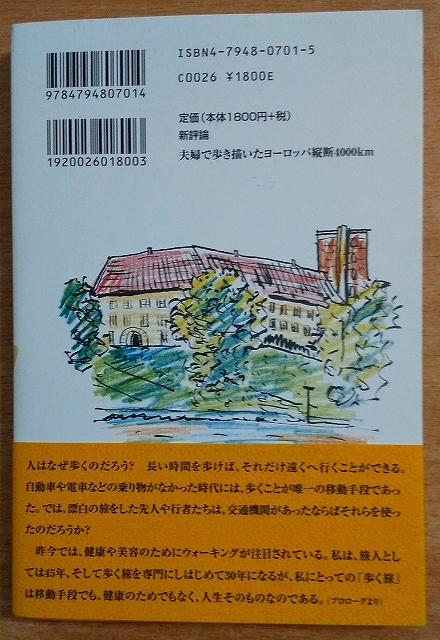 ISBN4-7948-0701-5
C0026 ¥1800E
9784794807014
定価(本体1800円+税)
新評論
夫婦で歩き描いたヨーロッパ縦断4000km
1920026018003
人はなぜ歩くのだろう? 長い時間を歩けば、それだけ遠くへ行くことができる。
自動車や電車などの乗り物がなかった時代には、歩くことが唯一の移動手段であっ
た。では、漂白の旅をした先人や行者たちは、交通機関があったならばそれらを使っ
たのだろうか?
昨今では、健康や美容のためにウォーキングが注目されている。私は、旅人とし
ては45年、そして歩く旅を専門にしはじめて30年になるが、私にとっての「歩く旅」
は移動手段でも、健康のためでもなく、人生そのものなのである。(プロローグより)